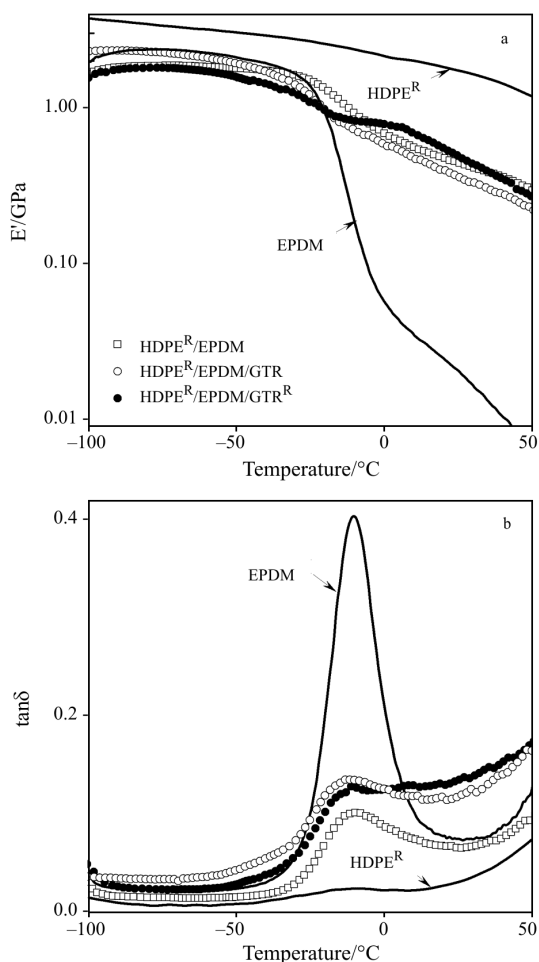 a
HDPE^R
1.00
E'/GPa
0.10
EPDM
HDPE^R/EPDM
HDPE^R/EPDM/GTR
HDPE^R/EPDM/GTR^R
0.01
–100
–50
0
50
Temperature/°C
b
0.4
EPDM
0.2
tanδ
HDPE^R
0.0
–100
–50
0
50
Temperature/°C